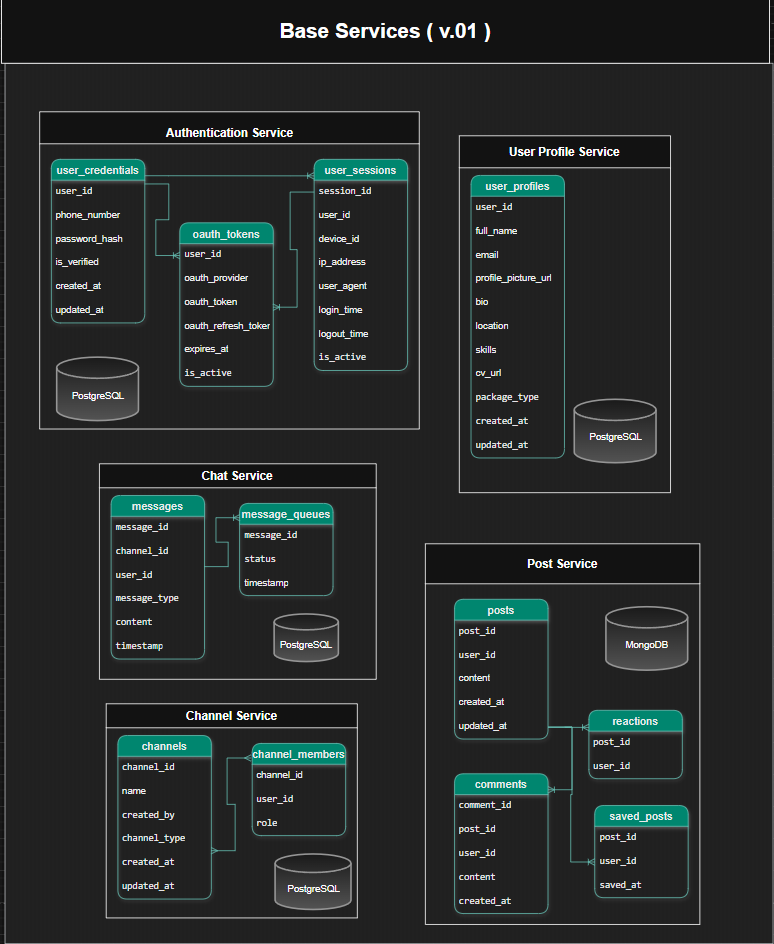 Base Services ( v.01 )
Authentication Service
user_credentials
user_id
phone_number
password_hash
is_verified
created_at
updated_at
oauth_tokens
user_id
oauth_provider
oauth_token
oauth_refresh_token
expires_at
is_active
user_sessions
session_id
user_id
device_id
ip_address
user_agent
login_time
logout_time
is_active
PostgreSQL
User Profile Service
user_profiles
user_id
full_name
email
profile_picture_url
bio
location
skills
cv_url
package_type
created_at
updated_at
PostgreSQL
Chat Service
messages
message_id
channel_id
user_id
message_type
content
timestamp
message_queues
message_id
status
timestamp
PostgreSQL
Post Service
posts
post_id
user_id
content
created_at
updated_at
MongoDB
reactions
post_id
user_id
comments
comment_id
post_id
user_id
content
created_at
saved_posts
post_id
user_id
saved_at
Channel Service
channels
channel_id
name
created_by
channel_type
created_at
updated_at
channel_members
channel_id
user_id
role
PostgreSQL